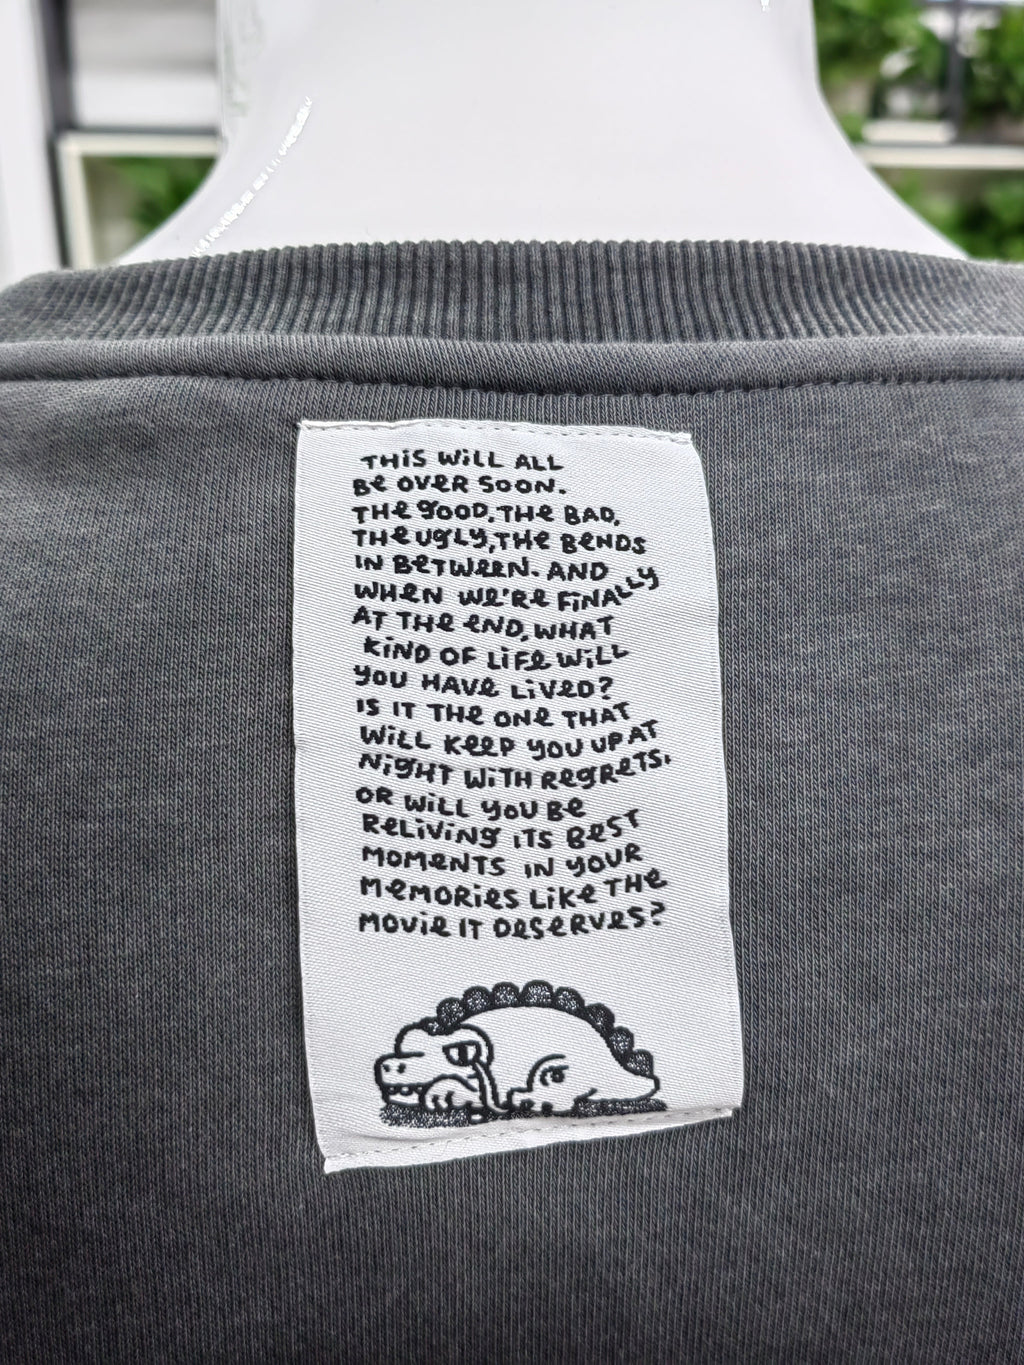 THiS WiLL ALL
Be OVeR SOON.
THe gOOD, THe BAD,
THe UgLy, THe BeNDS
IN BeTWeeN. AND
WHeN We'Re FiNALLy
AT THe eND, WHAT
KiND OF LiFe WiLL
yOU HAVe LiVeD?
IS IT THe ONe THAT
WiLL KeeP yOU UP AT
NigHT WiTH RegReTS,
OR WiLL yOU Be
ReLiViNg iTS BeST
MOMeNTS IN yOUR
MeMORieS LiKe THe
MOVie IT DeSeRVeS?